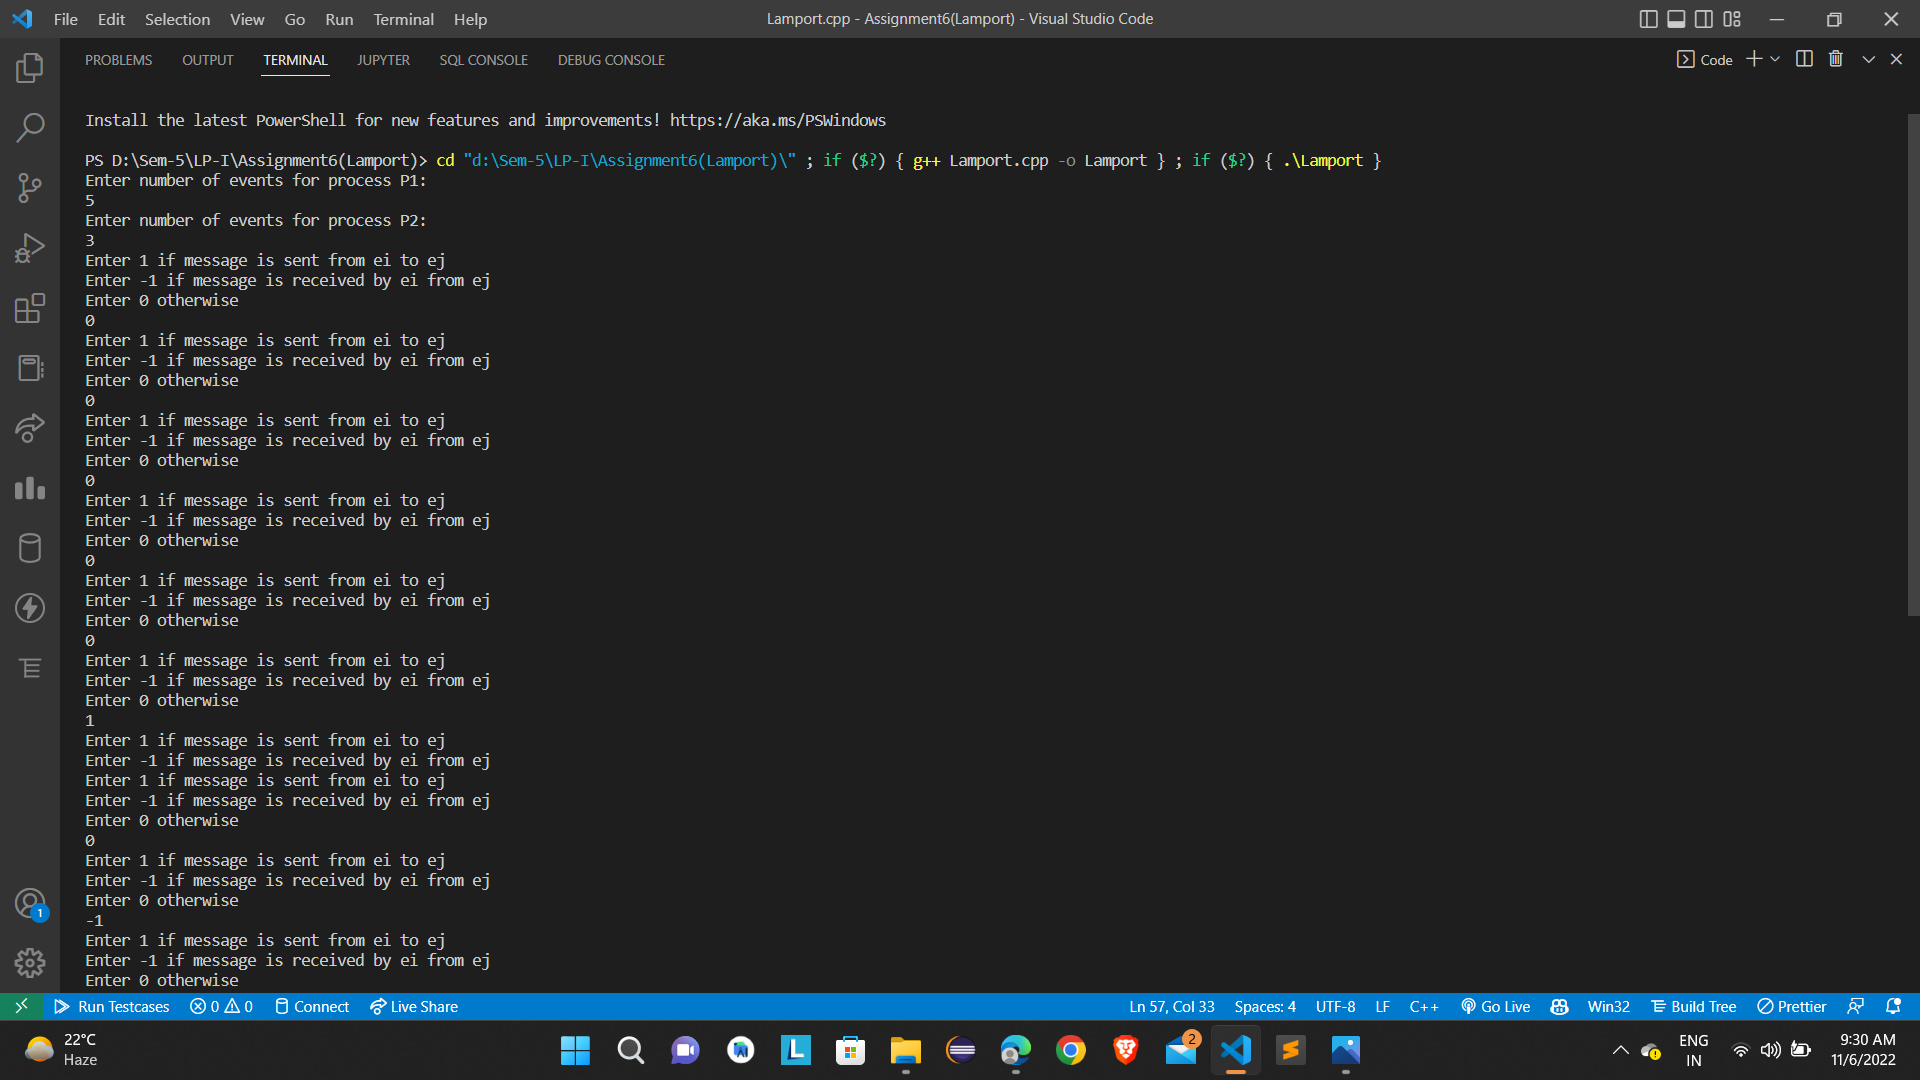 File Edit Selection View Go Run Terminal Help
Lamport.cpp - Assignment6(Lamport) - Visual Studio Code
PROBLEMS OUTPUT TERMINAL JUPYTER SQL CONSOLE DEBUG CONSOLE
Code
Install the latest PowerShell for new features and improvements! https://aka.ms/PSWindows
PS D:\Sem-5\LP-I\Assignment6(Lamport)> cd "d:\Sem-5\LP-I\Assignment6(Lamport)\" ; if ($?) { g++ Lamport.cpp -o Lamport } ; if ($?) { .\Lamport }
Enter number of events for process P1:
5
Enter number of events for process P2:
3
Enter 1 if message is sent from ei to ej
Enter -1 if message is received by ei from ej
Enter 0 otherwise
0
Enter 1 if message is sent from ei to ej
Enter -1 if message is received by ei from ej
Enter 0 otherwise
0
Enter 1 if message is sent from ei to ej
Enter -1 if message is received by ei from ej
Enter 0 otherwise
0
Enter 1 if message is sent from ei to ej
Enter -1 if message is received by ei from ej
Enter 0 otherwise
0
Enter 1 if message is sent from ei to ej
Enter -1 if message is received by ei from ej
Enter 0 otherwise
0
Enter 1 if message is sent from ei to ej
Enter -1 if message is received by ei from ej
Enter 0 otherwise
1
Enter 1 if message is sent from ei to ej
Enter -1 if message is received by ei from ej
Enter 1 if message is sent from ei to ej
Enter -1 if message is received by ei from ej
Enter 0 otherwise
0
Enter 1 if message is sent from ei to ej
Enter -1 if message is received by ei from ej
Enter 0 otherwise
-1
Enter 1 if message is sent from ei to ej
Enter -1 if message is received by ei from ej
Enter 0 otherwise
1
Run Testcases 0 0 Connect Live Share
Ln 57, Col 33 Spaces: 4 UTF-8 LF C++ Go Live Win32 Build Tree Prettier
22°C
Haze
L
2
ENG
IN
9:30 AM
11/6/2022